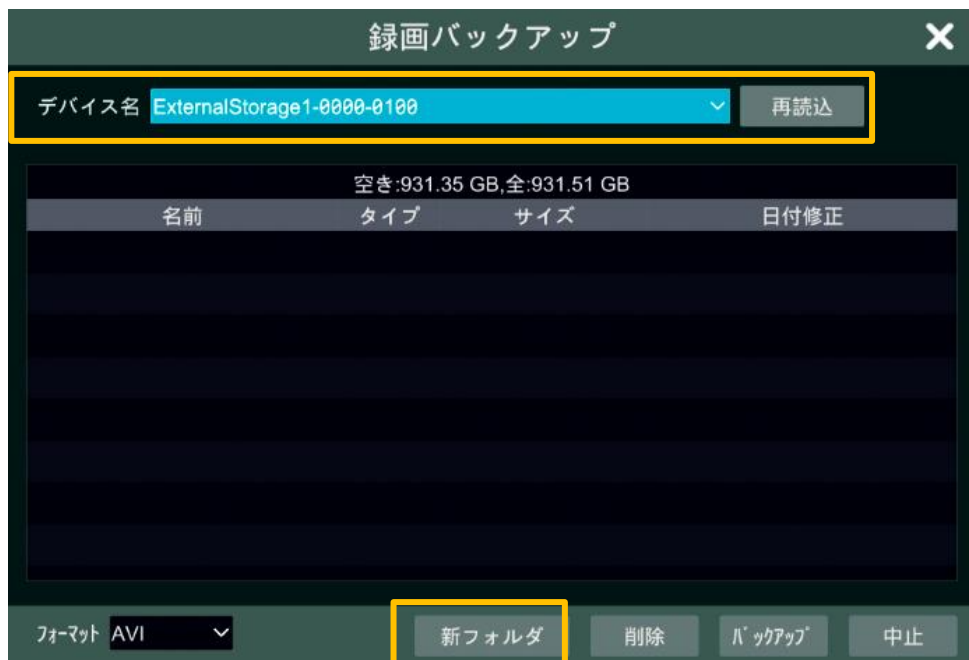 録画バックアップ
デバイス名 ExternalStorage1-0000-0100 再読込
空き:931.35 GB,全:931.51 GB
名前 タイプ サイズ 日付修正
ﾌｫｰﾏｯﾄ AVI 新フォルダ 削除 ﾊﾞｯｸｱｯﾌﾟ 中止